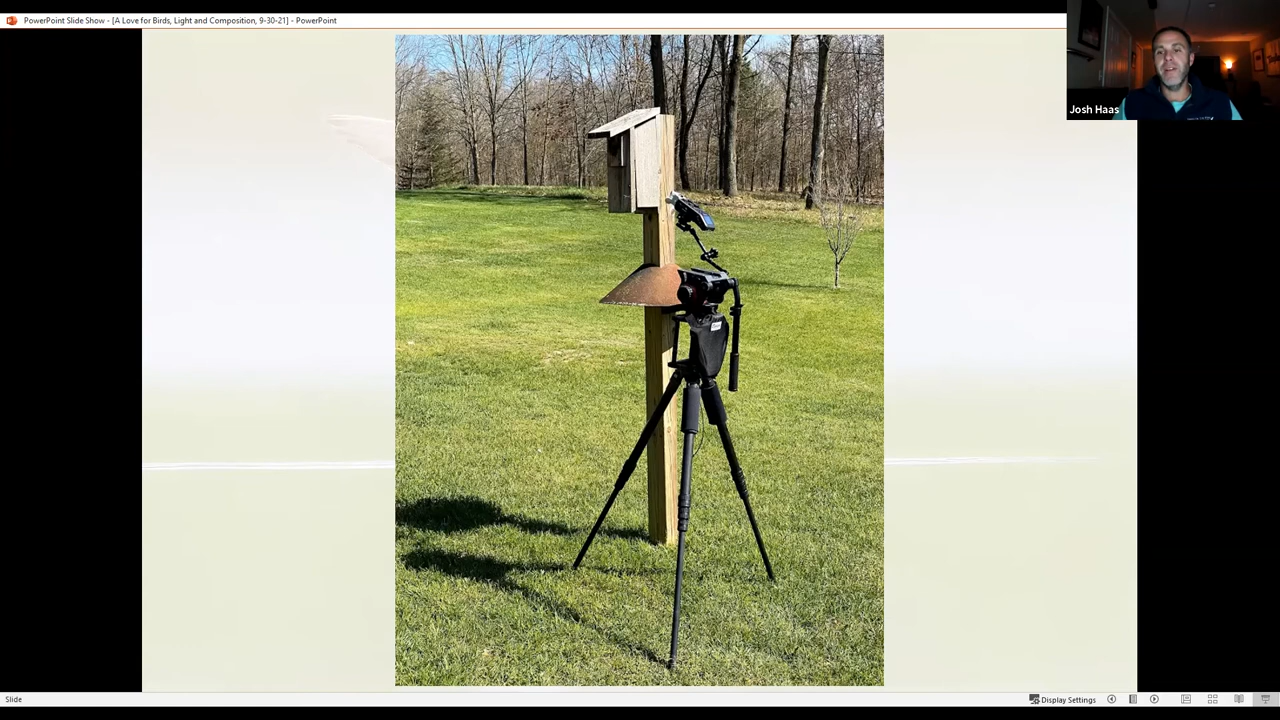 PowerPoint Slide Show - [A Love for Birds, Light and Composition, 9-30-21] - PowerPoint
Josh Haas
Slide
Display Settings